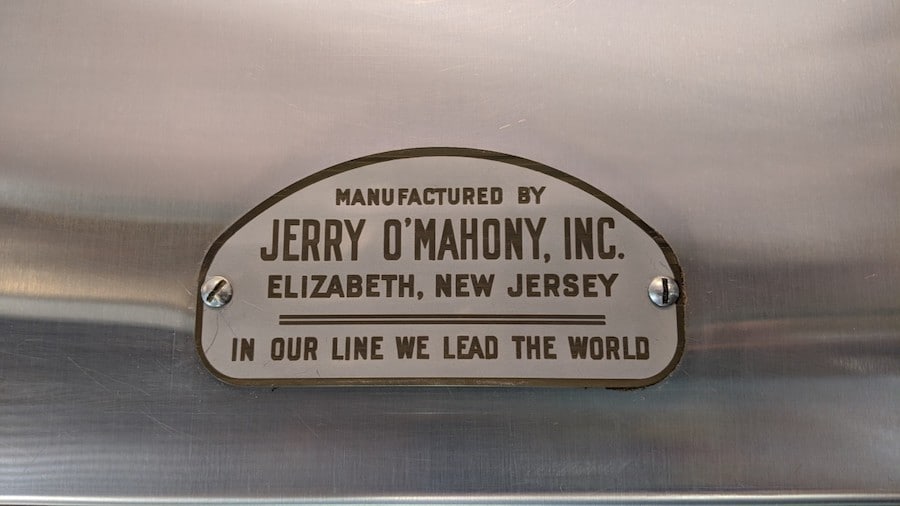 MANUFACTURED BY
JERRY O'MAHONY, INC.
ELIZABETH, NEW JERSEY
IN OUR LINE WE LEAD THE WORLD